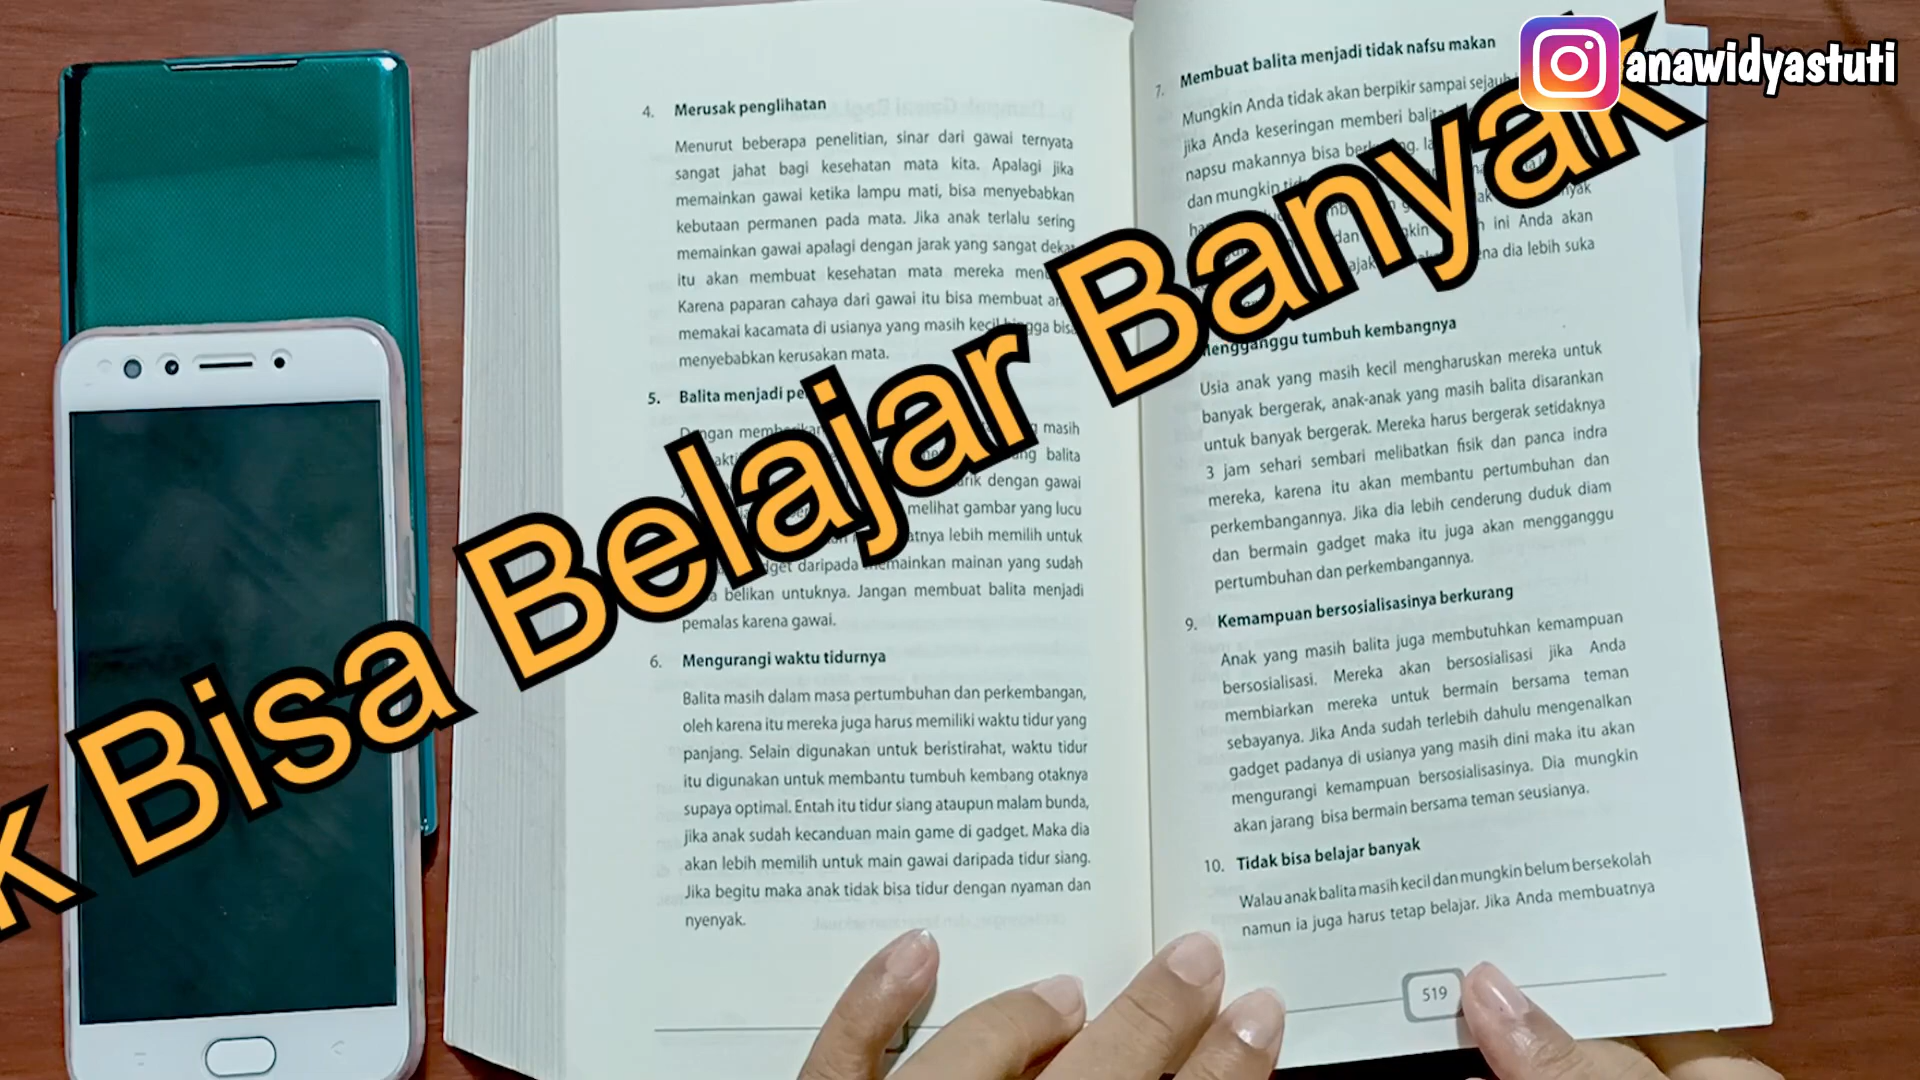 anawidyastuti
k Bisa Belajar Banyak
4. Merusak penglihatan
Menurut beberapa penelitian, sinar dari gawai ternyata
sangat jahat bagi kesehatan mata kita. Apalagi jika
memainkan gawai ketika lampu mati, bisa menyebabkan
kebutaan permanen pada mata. Jika anak terlalu sering
memainkan gawai apalagi dengan jarak yang sangat dekat
itu akan membuat kesehatan mata mereka
Karena paparan cahaya dari gawai itu bisa membuat
memakai kacamata di usianya yang masih kecil hingga bisa
menyebabkan kerusakan mata.
5. Balita menjadi
Dengan masih
balita
dengan gawai
melihat gambar yang lucu
lebih memilih untuk
daripada memainkan mainan yang sudah
belikan untuknya. Jangan membuat balita menjadi
pemalas karena gawai.
6. Mengurangi waktu tidurnya
Balita masih dalam masa pertumbuhan dan perkembangan,
oleh karena itu mereka juga harus memiliki waktu tidur yang
panjang. Selain digunakan untuk beristirahat, waktu tidur
itu digunakan untuk membantu tumbuh kembang otaknya
supaya optimal. Entah itu tidur siang ataupun malam bunda,
jika anak sudah kecanduan main game di gadget. Maka dia
akan lebih memilih untuk main gawai daripada tidur siang.
Jika begitu maka anak tidak bisa tidur dengan nyaman dan
nyenyak.
7. Membuat balita menjadi tidak nafsu makan
Mungkin Anda tidak akan berpikir sampai sejauh
jika Anda keseringan memberi balita
napsu makannya bisa
dan mungkin
dan ini Anda akan
dia lebih suka
Mengganggu tumbuh kembangnya
Usia anak yang masih kecil mengharuskan mereka untuk
banyak bergerak, anak-anak yang masih balita disarankan
untuk banyak bergerak. Mereka harus bergerak setidaknya
3 jam sehari sembari melibatkan fisik dan panca indra
mereka, karena itu akan membantu pertumbuhan dan
perkembangannya. Jika dia lebih cenderung duduk diam
dan bermain gadget maka itu juga akan mengganggu
pertumbuhan dan perkembangannya.
9. Kemampuan bersosialisasinya berkurang
Anak yang masih balita juga membutuhkan kemampuan
bersosialisasi. Mereka akan bersosialisasi jika Anda
membiarkan mereka untuk bermain bersama teman
sebayanya. Jika Anda sudah terlebih dahulu mengenalkan
gadget padanya di usianya yang masih dini maka itu akan
mengurangi kemampuan bersosialisasinya. Dia mungkin
akan jarang bisa bermain bersama teman seusianya.
10. Tidak bisa belajar banyak
Walau anak balita masih kecil dan mungkin belum bersekolah
namun ia juga harus tetap belajar. Jika Anda membuatnya
519